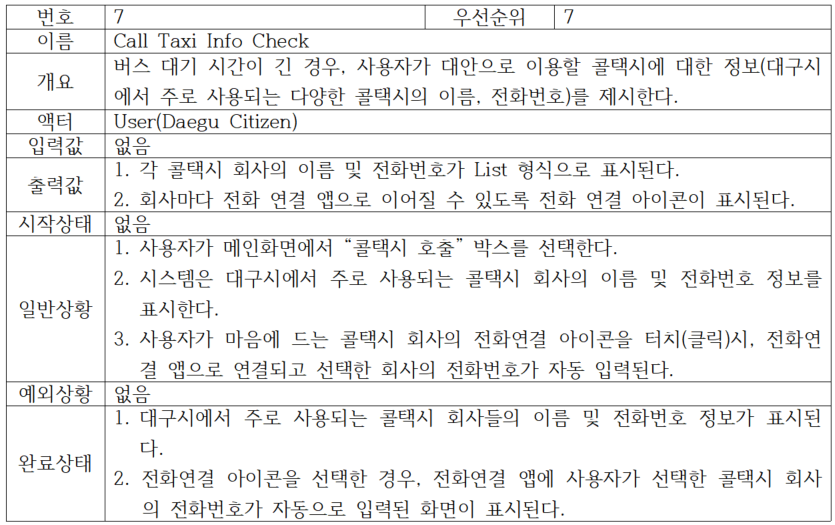 번호 7 우선순위 7
이름 Call Taxi Info Check
개요 버스 대기 시간이 긴 경우, 사용자가 대안으로 이용할 콜택시에 대한 정보(대구시
에서 주로 사용되는 다양한 콜택시의 이름, 전화번호)를 제시한다.
액터 User(Daegu Citizen)
입력값 없음
출력값 1. 각 콜택시 회사의 이름 및 전화번호가 List 형식으로 표시된다.
2. 회사마다 전화 연결 앱으로 이어질 수 있도록 전화 연결 아이콘이 표시된다.
시작상태 없음
일반상황 1. 사용자가 메인화면에서 “콜택시 호출” 박스를 선택한다.
2. 시스템은 대구시에서 주로 사용되는 콜택시 회사의 이름 및 전화번호 정보를
표시한다.
3. 사용자가 마음에 드는 콜택시 회사의 전화연결 아이콘을 터치(클릭)시, 전화연
결 앱으로 연결되고 선택한 회사의 전화번호가 자동 입력된다.
예외상황 없음
완료상태 1. 대구시에서 주로 사용되는 콜택시 회사들의 이름 및 전화번호 정보가 표시된
다.
2. 전화연결 아이콘을 선택한 경우, 전화연결 앱에 사용자가 선택한 콜택시 회사
의 전화번호가 자동으로 입력된 화면이 표시된다.